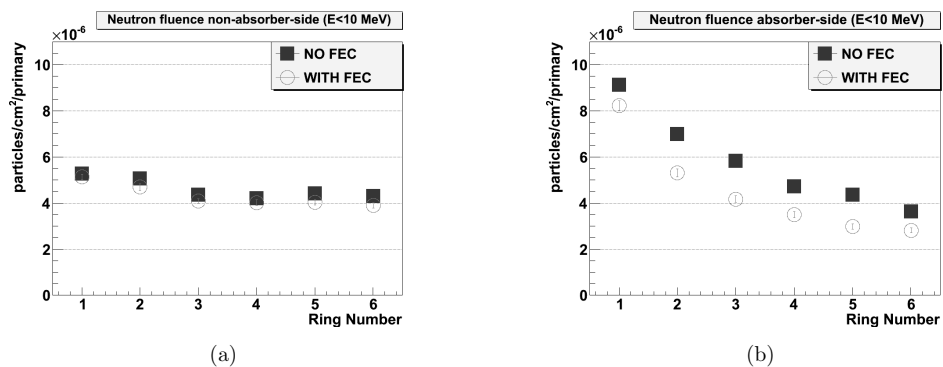 Neutron fluence non-absorber-side (E<10 MeV)
×10⁻⁶
particles/cm²/primary
10
8
6
4
2
0
NO FEC
WITH FEC
1 2 3 4 5 6
Ring Number
(a)
Neutron fluence absorber-side (E<10 MeV)
×10⁻⁶
particles/cm²/primary
10
8
6
4
2
0
NO FEC
WITH FEC
1 2 3 4 5 6
Ring Number
(b)